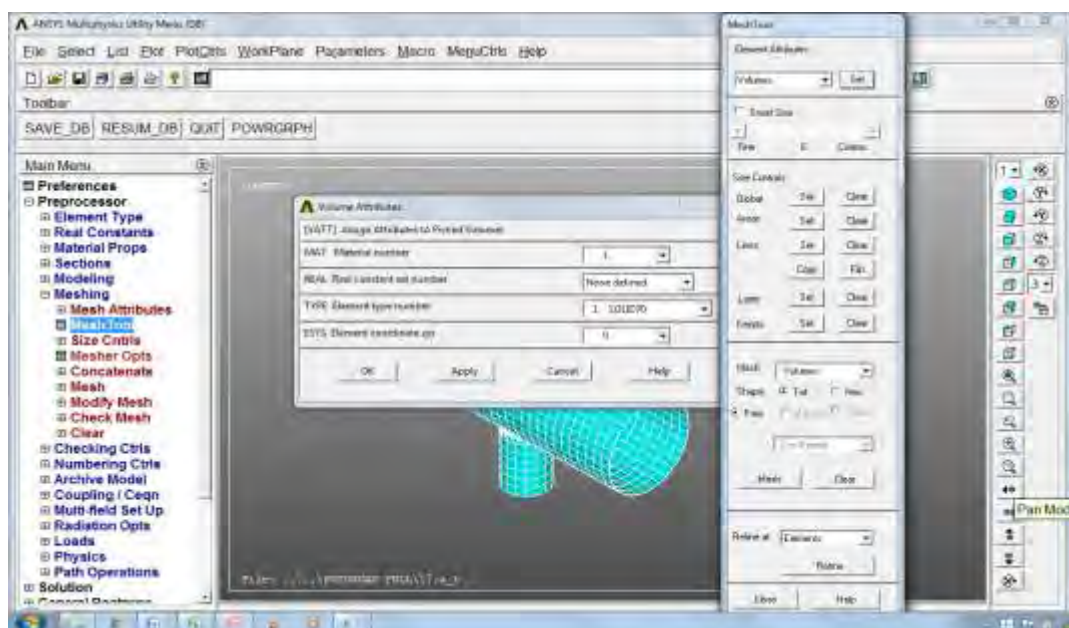 ANSYS Multiphysics Utility Menu (DB)
File Select List Plot PlotCtrls WorkPlane Parameters Macro MenuCtrls Help
Toolbar
SAVE_DB RESUM_DB QUIT POWRGRPH
Main Menu
Preferences
Preprocessor
Element Type
Real Constants
Material Props
Sections
Modeling
Meshing
Mesh Attributes
MeshTool
Size Cntrls
Mesher Opts
Concatenate
Mesh
Modify Mesh
Check Mesh
Clear
Checking Ctrls
Numbering Ctrls
Archive Model
Coupling / Ceqn
Multi-field Set Up
Radiation Opts
Loads
Physics
Path Operations
Solution
General Postproc
Volume Attributes
[VATT] Assign Attributes to Picked Volumes
MAT Material number 1
REAL Real constant set number None defined
TYPE Element type number 1 SOLID70
ESYS Element coordinate sys 0
OK Apply Cancel Help
MeshTool
Element Attributes:
Volumes Set
Smart Size
Fine 6 Coarse
Size Controls:
Global Set Clear
Areas Set Clear
Lines Set Clear
Copy Flip
Layer Set Clear
Keypts Set Clear
Mesh: Volumes
Shape: Tet Hex
Free
Mesh Clear
Refine at: Elements
Refine
Close Help
1
3
Pan Mod